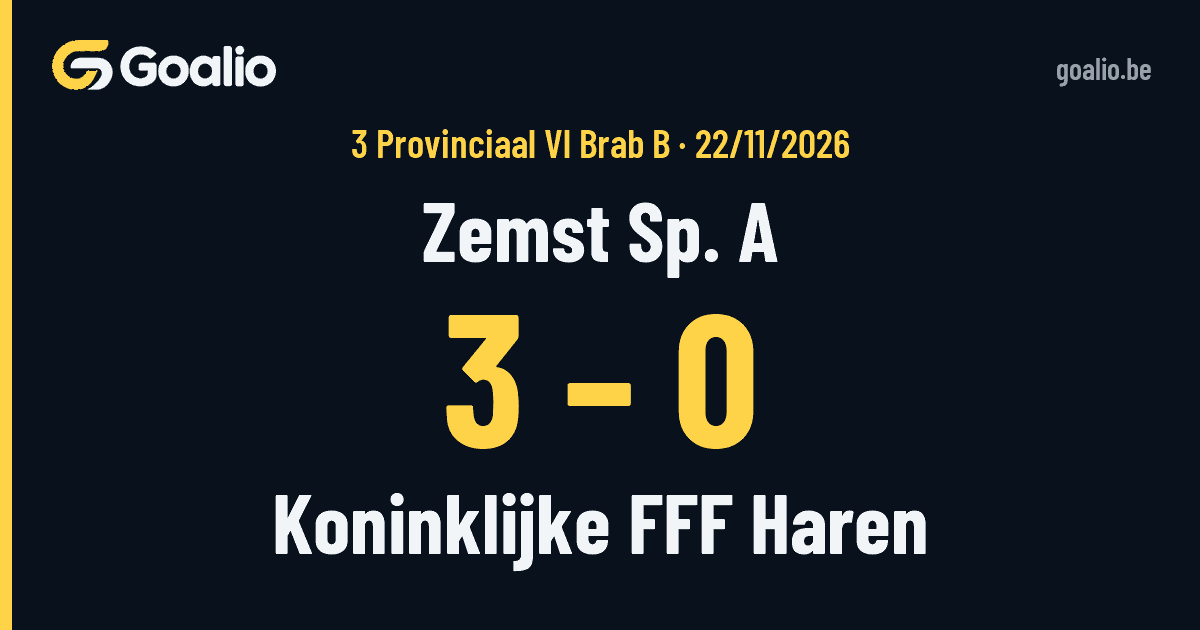 Goalio
goalio.be
3 Provinciaal Vl Brab B · 22/11/2026
Zemst Sp. A
3 – 0
Koninklijke FFF Haren